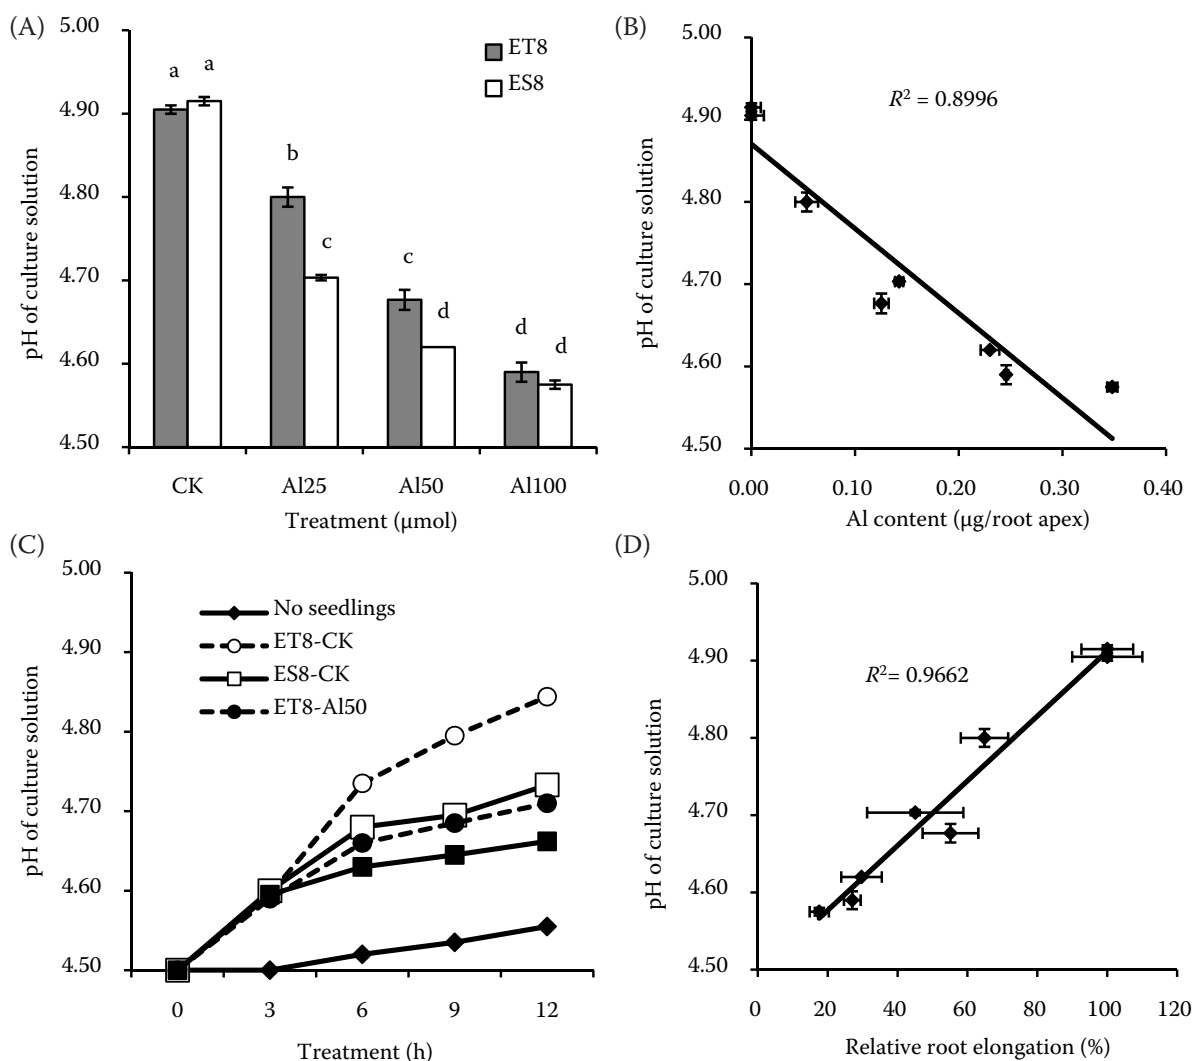 (A)
5.00
4.90
4.80
4.70
4.60
4.50
pH of culture solution
a
a
b
c
c
d
d
d
ET8
ES8
CK
Al25
Al50
Al100
Treatment (µmol)
(B)
5.00
4.90
4.80
4.70
4.60
4.50
pH of culture solution
R² = 0.8996
0.00
0.10
0.20
0.30
0.40
Al content (µg/root apex)
(C)
5.00
4.90
4.80
4.70
4.60
4.50
pH of culture solution
No seedlings
ET8-CK
ES8-CK
ET8-Al50
0
3
6
9
12
Treatment (h)
(D)
5.00
4.90
4.80
4.70
4.60
4.50
pH of culture solution
R²= 0.9662
0
20
40
60
80
100
120
Relative root elongation (%)